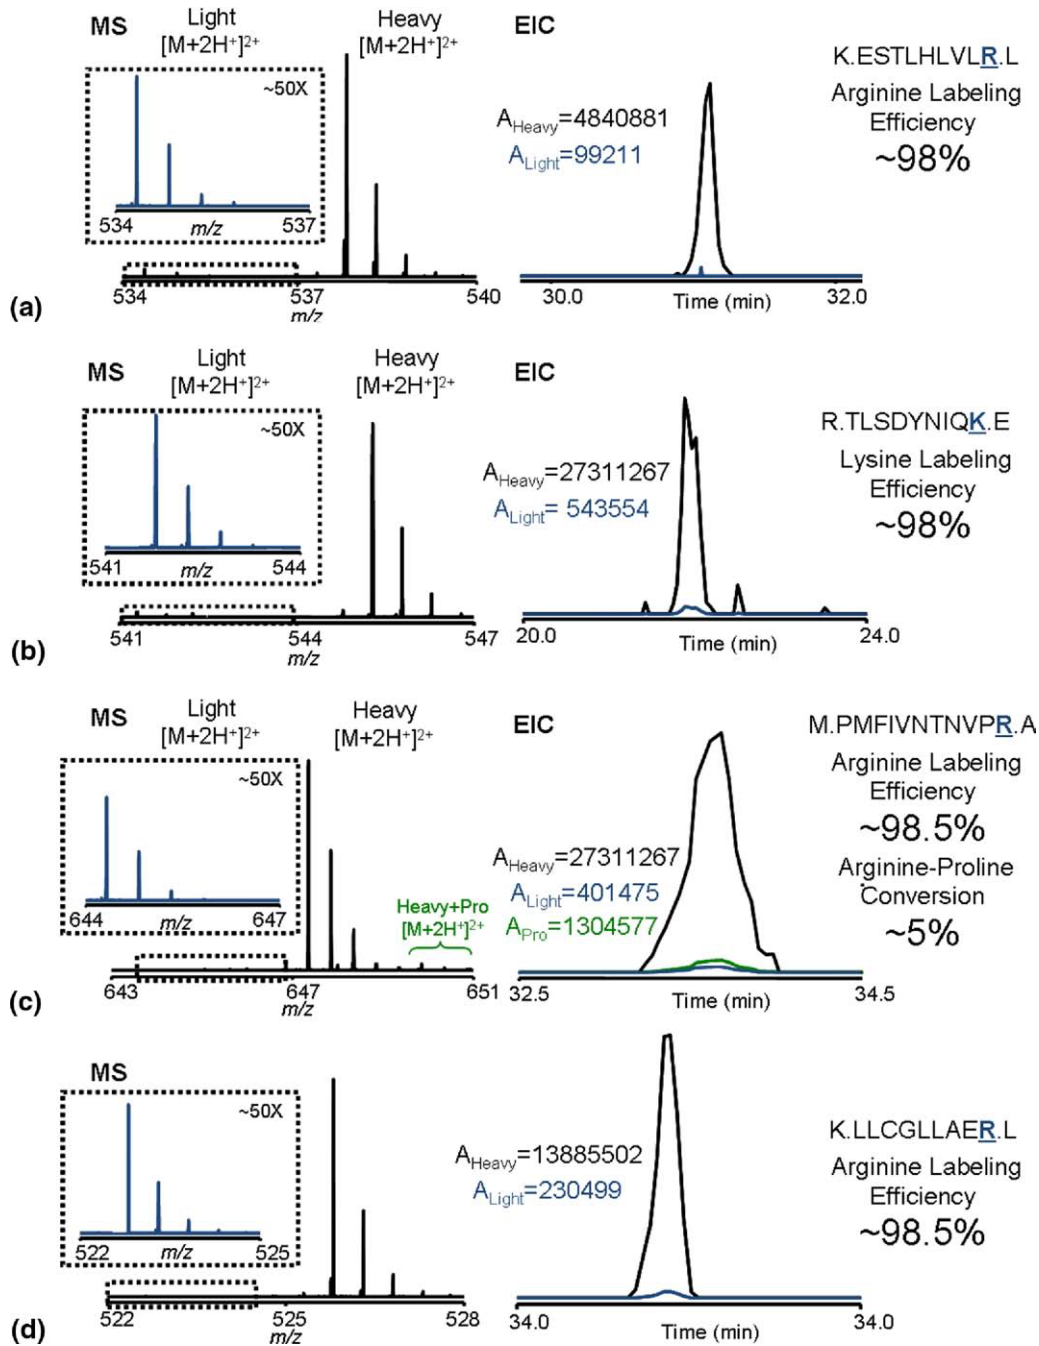 MS
Light
[M+2H⁺]²⁺
Heavy
[M+2H⁺]²⁺
EIC
~50X
534
m/z
537
534
537
540
m/z
A_Heavy=4840881
A_Light=99211
30.0
Time (min)
32.0
K.ESTLHLVLR.L
Arginine Labeling
Efficiency
~98%
(a)
MS
Light
[M+2H⁺]²⁺
Heavy
[M+2H⁺]²⁺
EIC
~50X
541
m/z
544
541
544
547
m/z
A_Heavy=27311267
A_Light= 543554
20.0
Time (min)
24.0
R.TLSDYNIQK.E
Lysine Labeling
Efficiency
~98%
(b)
MS
Light
[M+2H⁺]²⁺
Heavy
[M+2H⁺]²⁺
EIC
~50X
644
m/z
647
Heavy+Pro
[M+2H⁺]²⁺
643
647
651
m/z
A_Heavy=27311267
A_Light=401475
A_Pro=1304577
32.5
Time (min)
34.5
M.PMFIVNTNVPR.A
Arginine Labeling
Efficiency
~98.5%
Arginine-Proline
Conversion
~5%
(c)
MS
~50X
522
m/z
525
522
525
528
m/z
A_Heavy=13885502
A_Light=230499
34.0
Time (min)
34.0
K.LLCGLLAER.L
Arginine Labeling
Efficiency
~98.5%
(d)